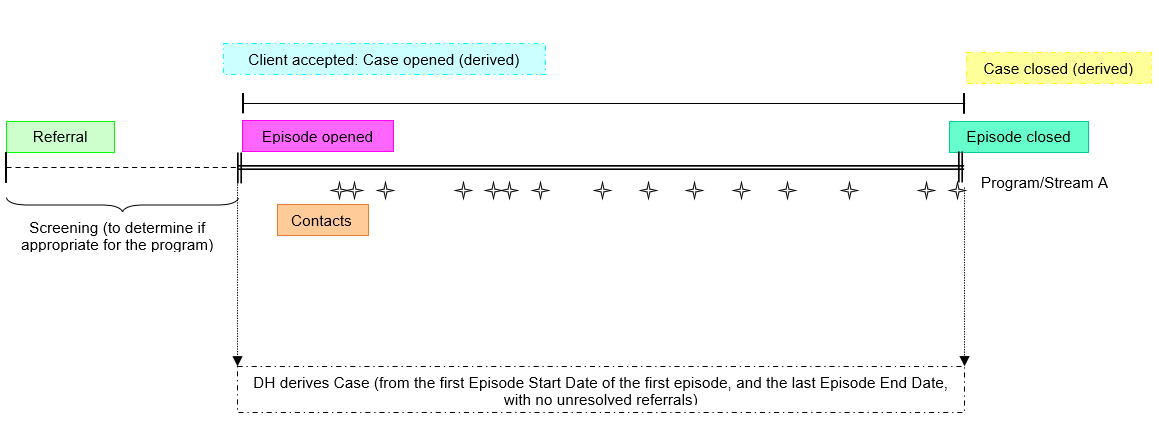 Client accepted: Case opened (derived)
Case closed (derived)
Referral
Episode opened
Episode closed
Program/Stream A
Contacts
Screening (to determine if
appropriate for the program)
DH derives Case (from the first Episode Start Date of the first episode, and the last Episode End Date,
with no unresolved referrals)